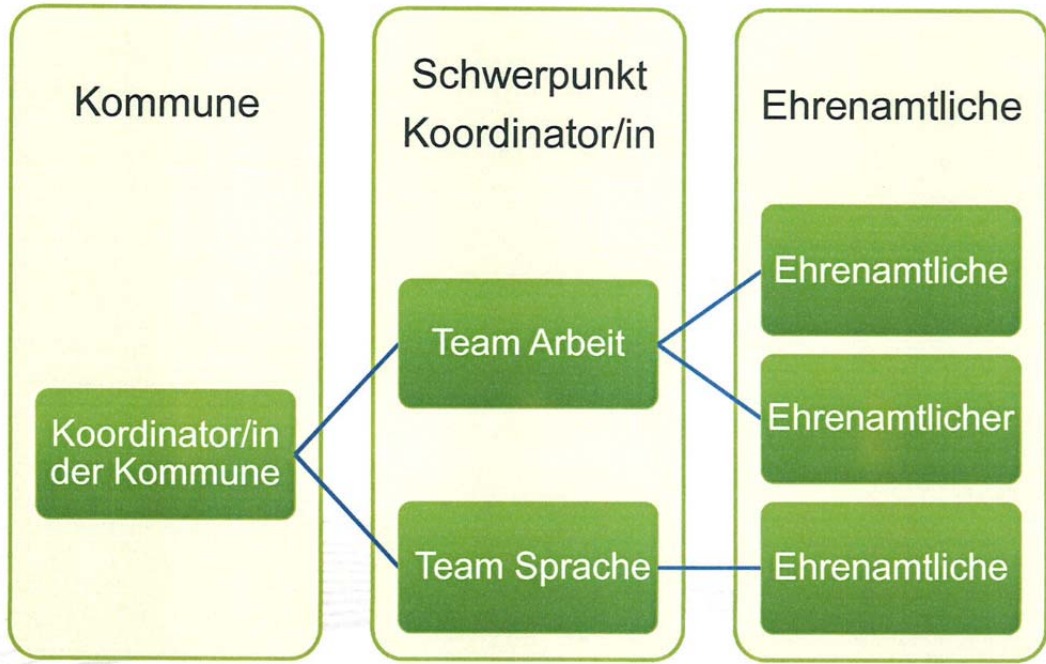 Kommune
Koordinator/in
der Kommune
Schwerpunkt
Koordinator/in
Team Arbeit
Team Sprache
Ehrenamtliche
Ehrenamtliche
Ehrenamtlicher
Ehrenamtliche